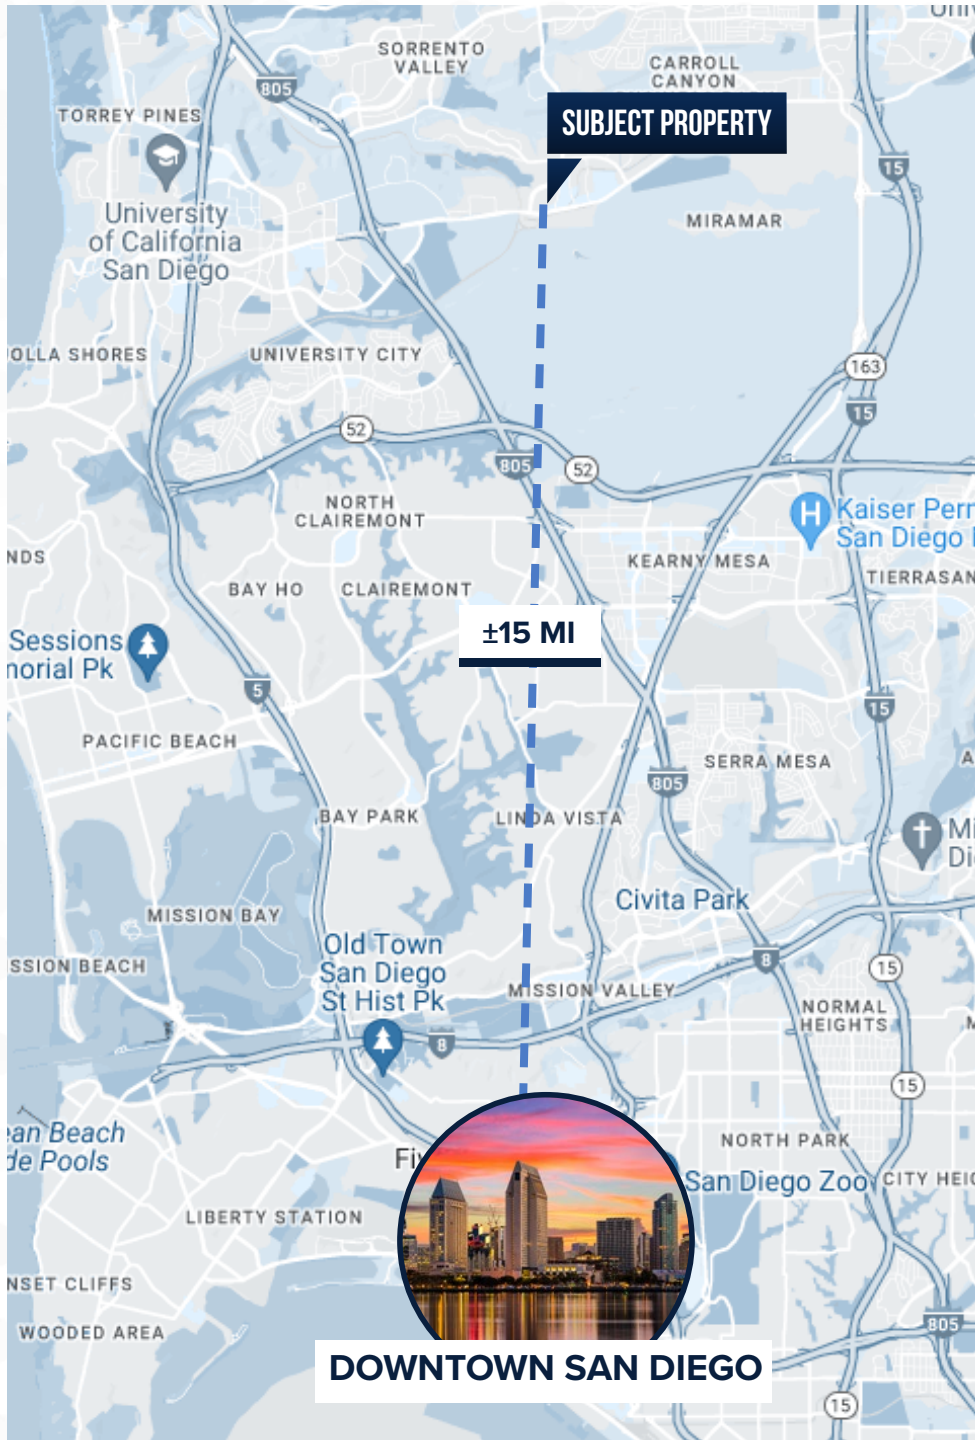 SORRENTO
VALLEY
CARROLL
CANYON
805
TORREY PINES
SUBJECT PROPERTY
15
University
of California
San Diego
MIRAMAR
OLLA SHORES
UNIVERSITY CITY
163
15
52
805
52
NORTH
CLAIREMONT
Kaiser Perr
San Diego
KEARNY MESA
NDS
BAY HO
CLAIREMONT
TIERRASAN
±15 MI
Sessions
morial Pk
5
15
PACIFIC BEACH
SERRA MESA
805
BAY PARK
LINDA VISTA
Mi
Di
Civita Park
MISSION BAY
Old Town
San Diego
St Hist Pk
SSION BEACH
8
15
MISSION VALLEY
NORMAL
HEIGHTS
8
15
ean Beach
de Pools
NORTH PARK
Fi
San Diego Zoo
CITY HEIG
LIBERTY STATION
NSET CLIFFS
WOODED AREA
805
DOWNTOWN SAN DIEGO
15